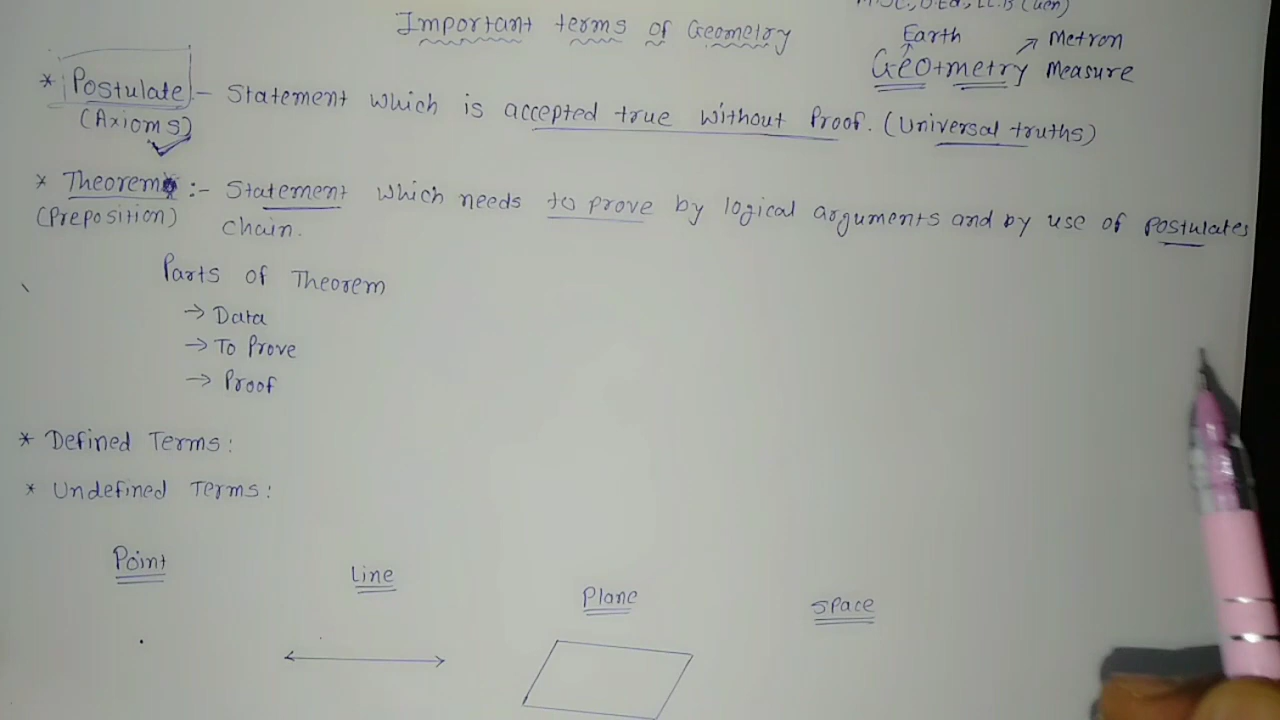 Important terms of Geometry
Earth
Metron
Geo+metry Measure
* Postulate :- Statement which is accepted true without Proof. (Universal truths)
(Axioms)
* Theorem :- Statement which needs to prove by logical arguments and by use of Postulates
(Preposition) chain.
Parts of Theorem
→ Data
→ To Prove
→ Proof
* Defined Terms:
* Undefined Terms:
Point
Line
Plane
Space